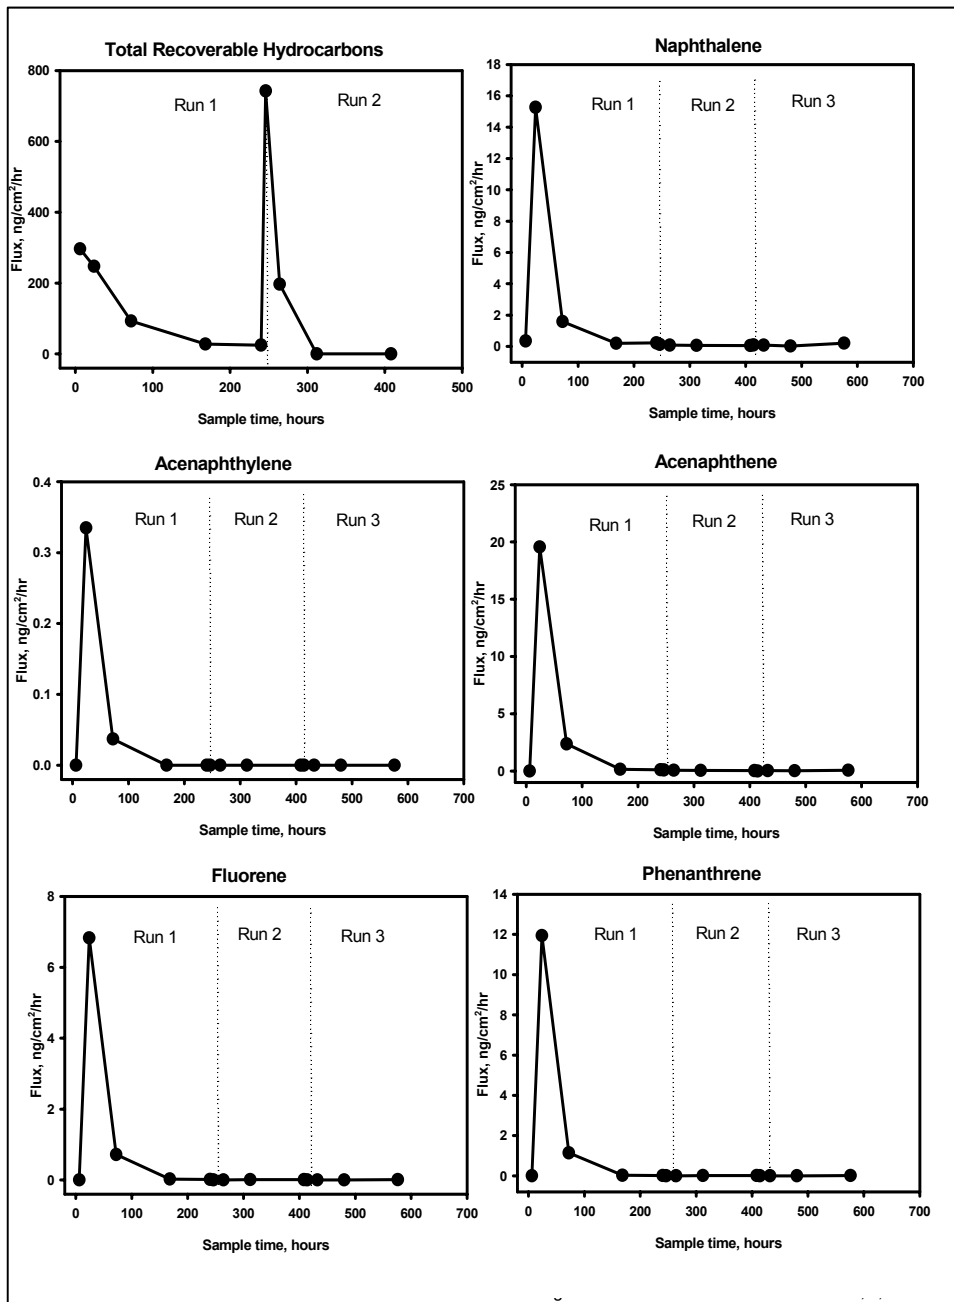 Total Recoverable Hydrocarbons
800
600
400
200
0
Flux, ng/cm²/hr
Run 1
Run 2
0 100 200 300 400 500
Sample time, hours
Naphthalene
18
16
14
12
10
8
6
4
2
0
Flux, ng/cm²/hr
Run 1
Run 2
Run 3
0 100 200 300 400 500 600 700
Sample time, hours
Acenaphthylene
0.4
0.3
0.2
0.1
0.0
Flux, ng/cm²/hr
Run 1
Run 2
Run 3
0 100 200 300 400 500 600 700
Sample time, hours
Acenaphthene
25
20
15
10
5
0
Flux, ng/cm²/hr
Run 1
Run 2
Run 3
0 100 200 300 400 500 600 700
Sample time, hours
Fluorene
8
6
4
2
0
Flux, ng/cm²/hr
Run 1
Run 2
Run 3
0 100 200 300 400 500 600 700
Sample time, hours
Phenanthrene
14
12
10
8
6
4
2
0
Flux, ng/cm²/hr
Run 1
Run 2
Run 3
0 100 200 300 400 500 600 700
Sample time, hours